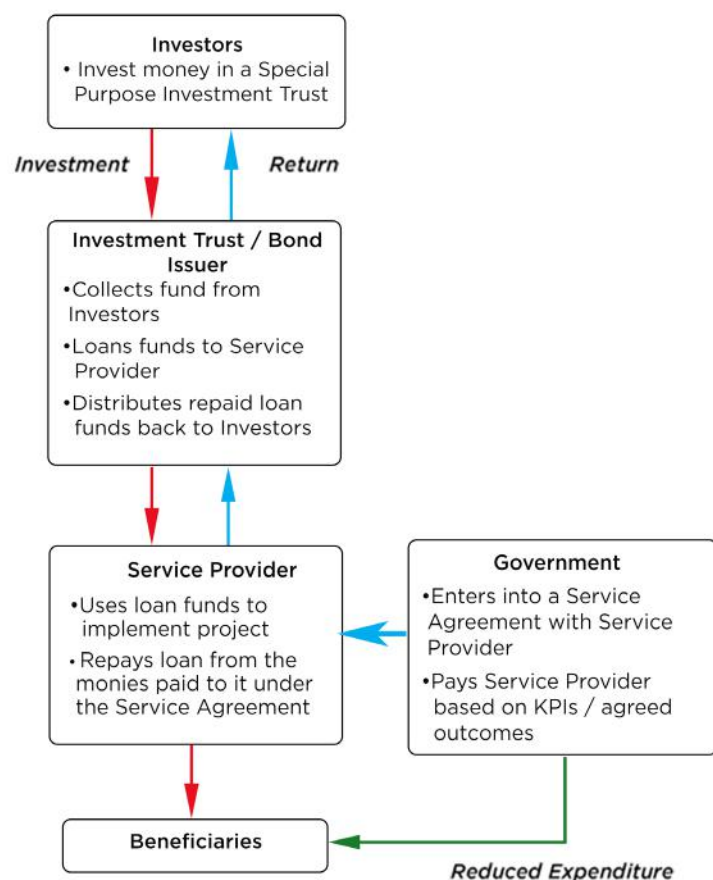 Investors
• Invest money in a Special
Purpose Investment Trust
Investment
Return
Investment Trust / Bond
Issuer
•Collects fund from
Investors
•Loans funds to Service
Provider
•Distributes repaid loan
funds back to Investors
Service Provider
•Uses loan funds to
implement project
• Repays loan from the
monies paid to it under
the Service Agreement
Government
•Enters into a Service
Agreement with Service
Provider
•Pays Service Provider
based on KPIs / agreed
outcomes
Beneficiaries
Reduced Expenditure